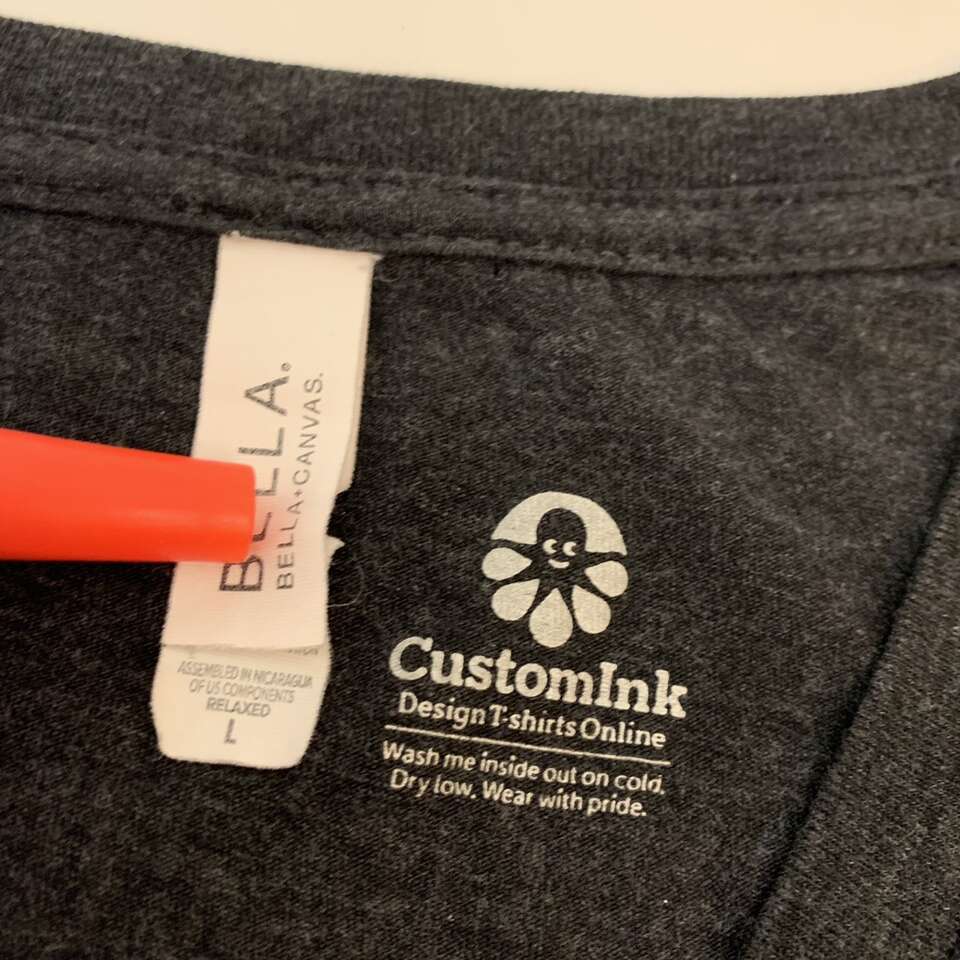 BELLA.®
BELLA+CANVAS.
ASSEMBLED IN NICARAGUA
OF US COMPONENTS
RELAXED
L
CustomInk
Design T-shirts Online
Wash me inside out on cold.
Dry low. Wear with pride.